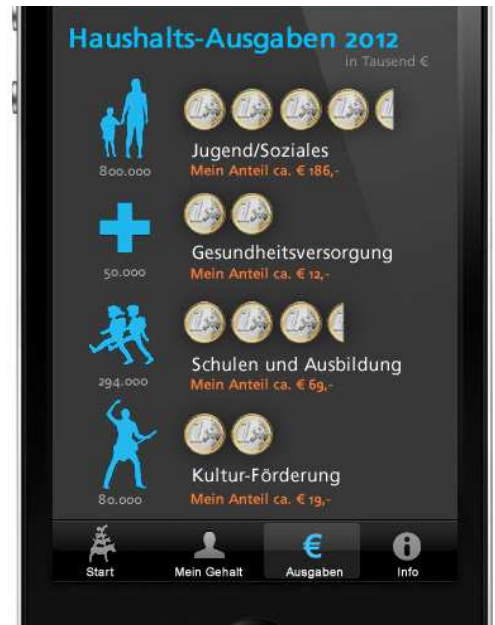 Haushalts-Ausgaben 2012
in Tausend €
800.000
Jugend/Soziales
Mein Anteil ca. € 186,-
50.000
Gesundheitsversorgung
Mein Anteil ca. € 12,-
294.000
Schulen und Ausbildung
Mein Anteil ca. € 69,-
80.000
Kultur-Förderung
Mein Anteil ca. € 19,-
Start
Mein Gehalt
€
Ausgaben
Info